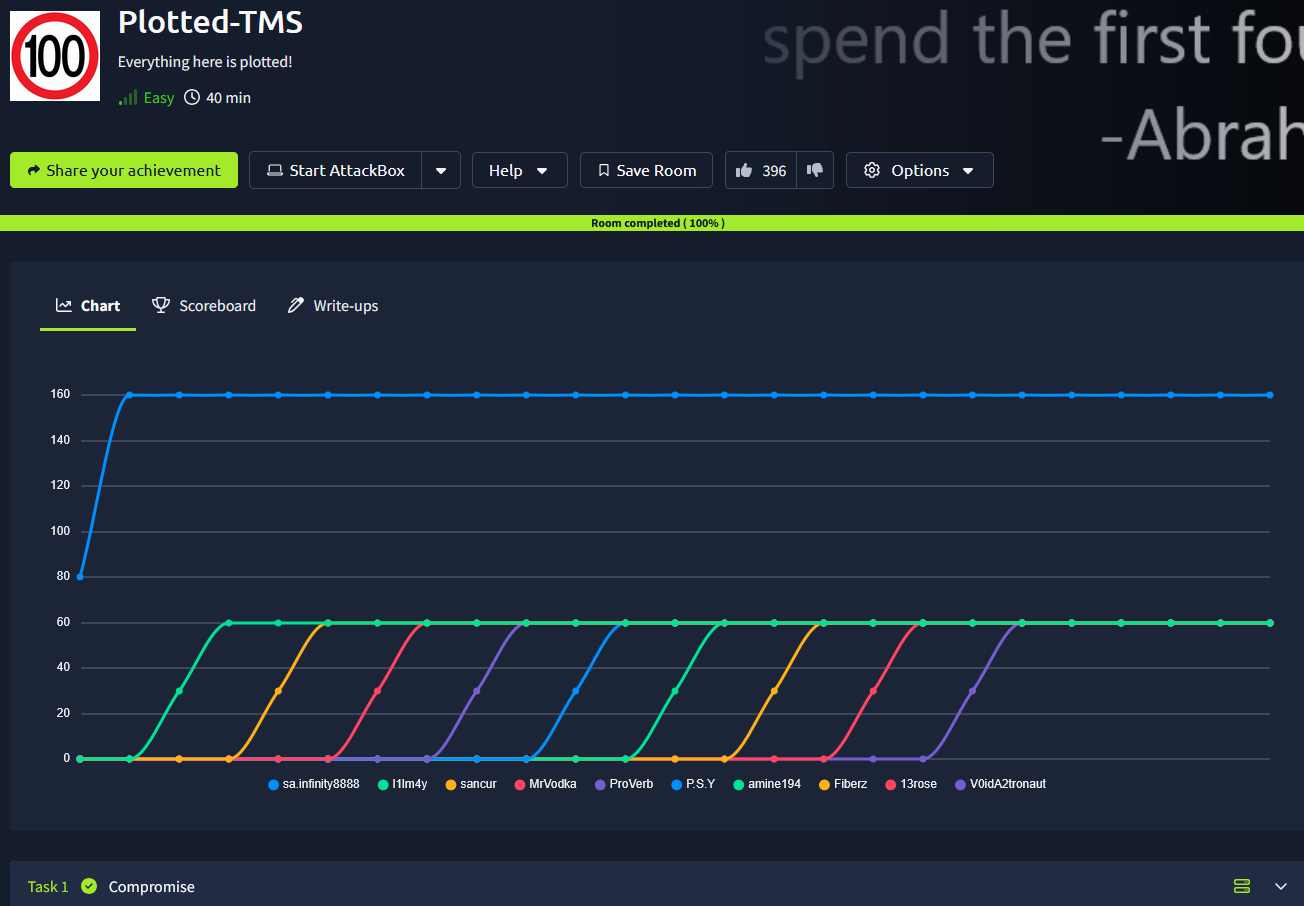 Plotted-TMS
Everything here is plotted!
Easy 40 min
100
spend the first fou
-Abrah
Share your achievement Start AttackBox Help Save Room 396 Options
Room completed ( 100% )
Chart Scoreboard Write-ups
160
140
120
100
80
60
40
20
0
sa.infinity8888 l1lm4y sancur MrVodka ProVerb P.S.Y amine194 Fiberz 13rose V0idA2tronaut
Task 1 Compromise